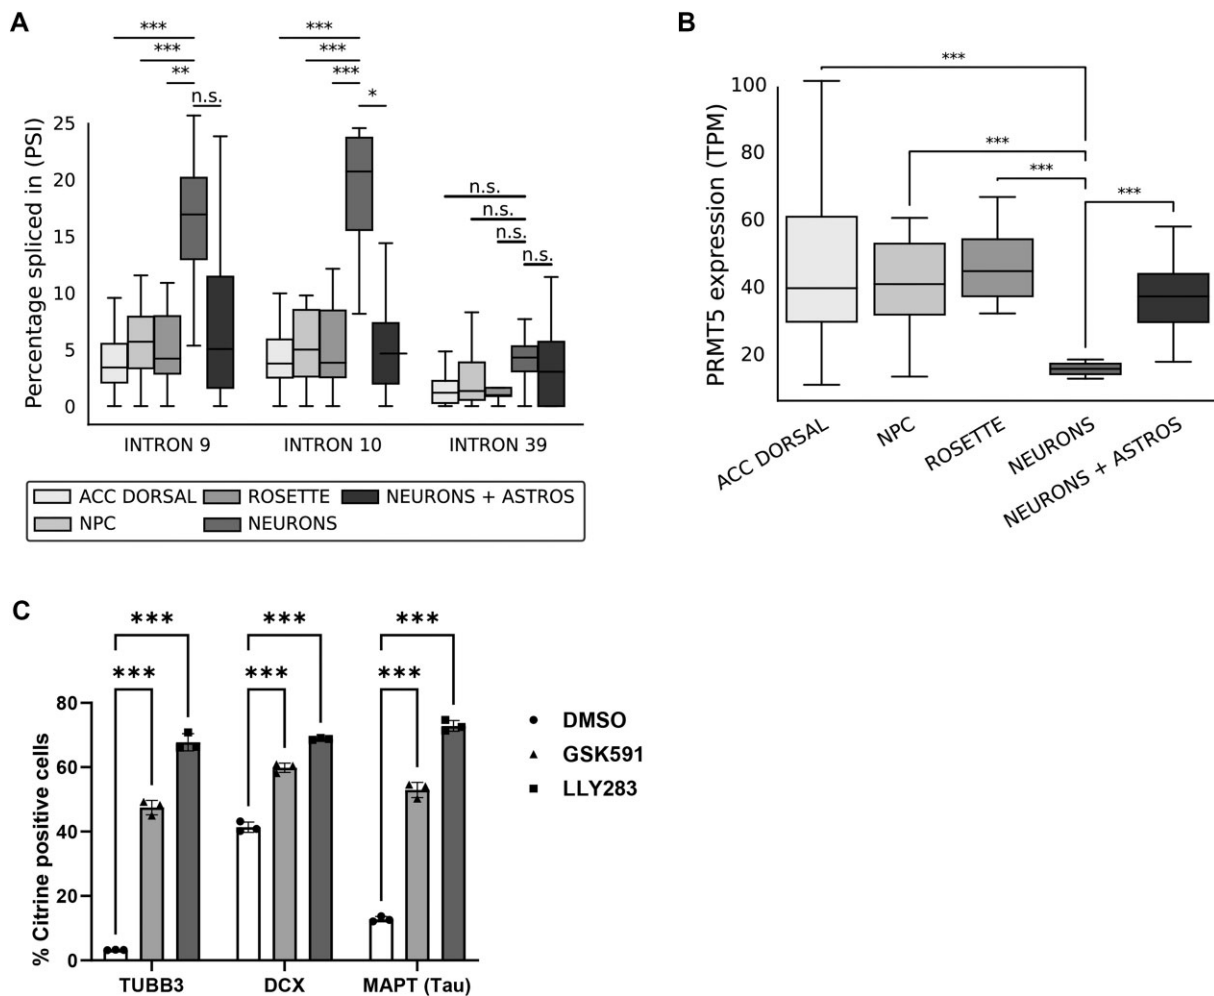 A
***
***
**
n.s.
***
***
***
*
n.s.
n.s.
n.s.
n.s.
Percentage spliced in (PSI)
25
20
15
10
5
0
INTRON 9
INTRON 10
INTRON 39
ACC DORSAL
ROSETTE
NEURONS + ASTROS
NPC
NEURONS
B
***
***
***
***
PRMT5 expression (TPM)
100
80
60
40
20
ACC DORSAL
NPC
ROSETTE
NEURONS
NEURONS + ASTROS
C
***
***
***
***
***
***
% Citrine positive cells
80
60
40
20
0
TUBB3
DCX
MAPT (Tau)
DMSO
GSK591
LLY283